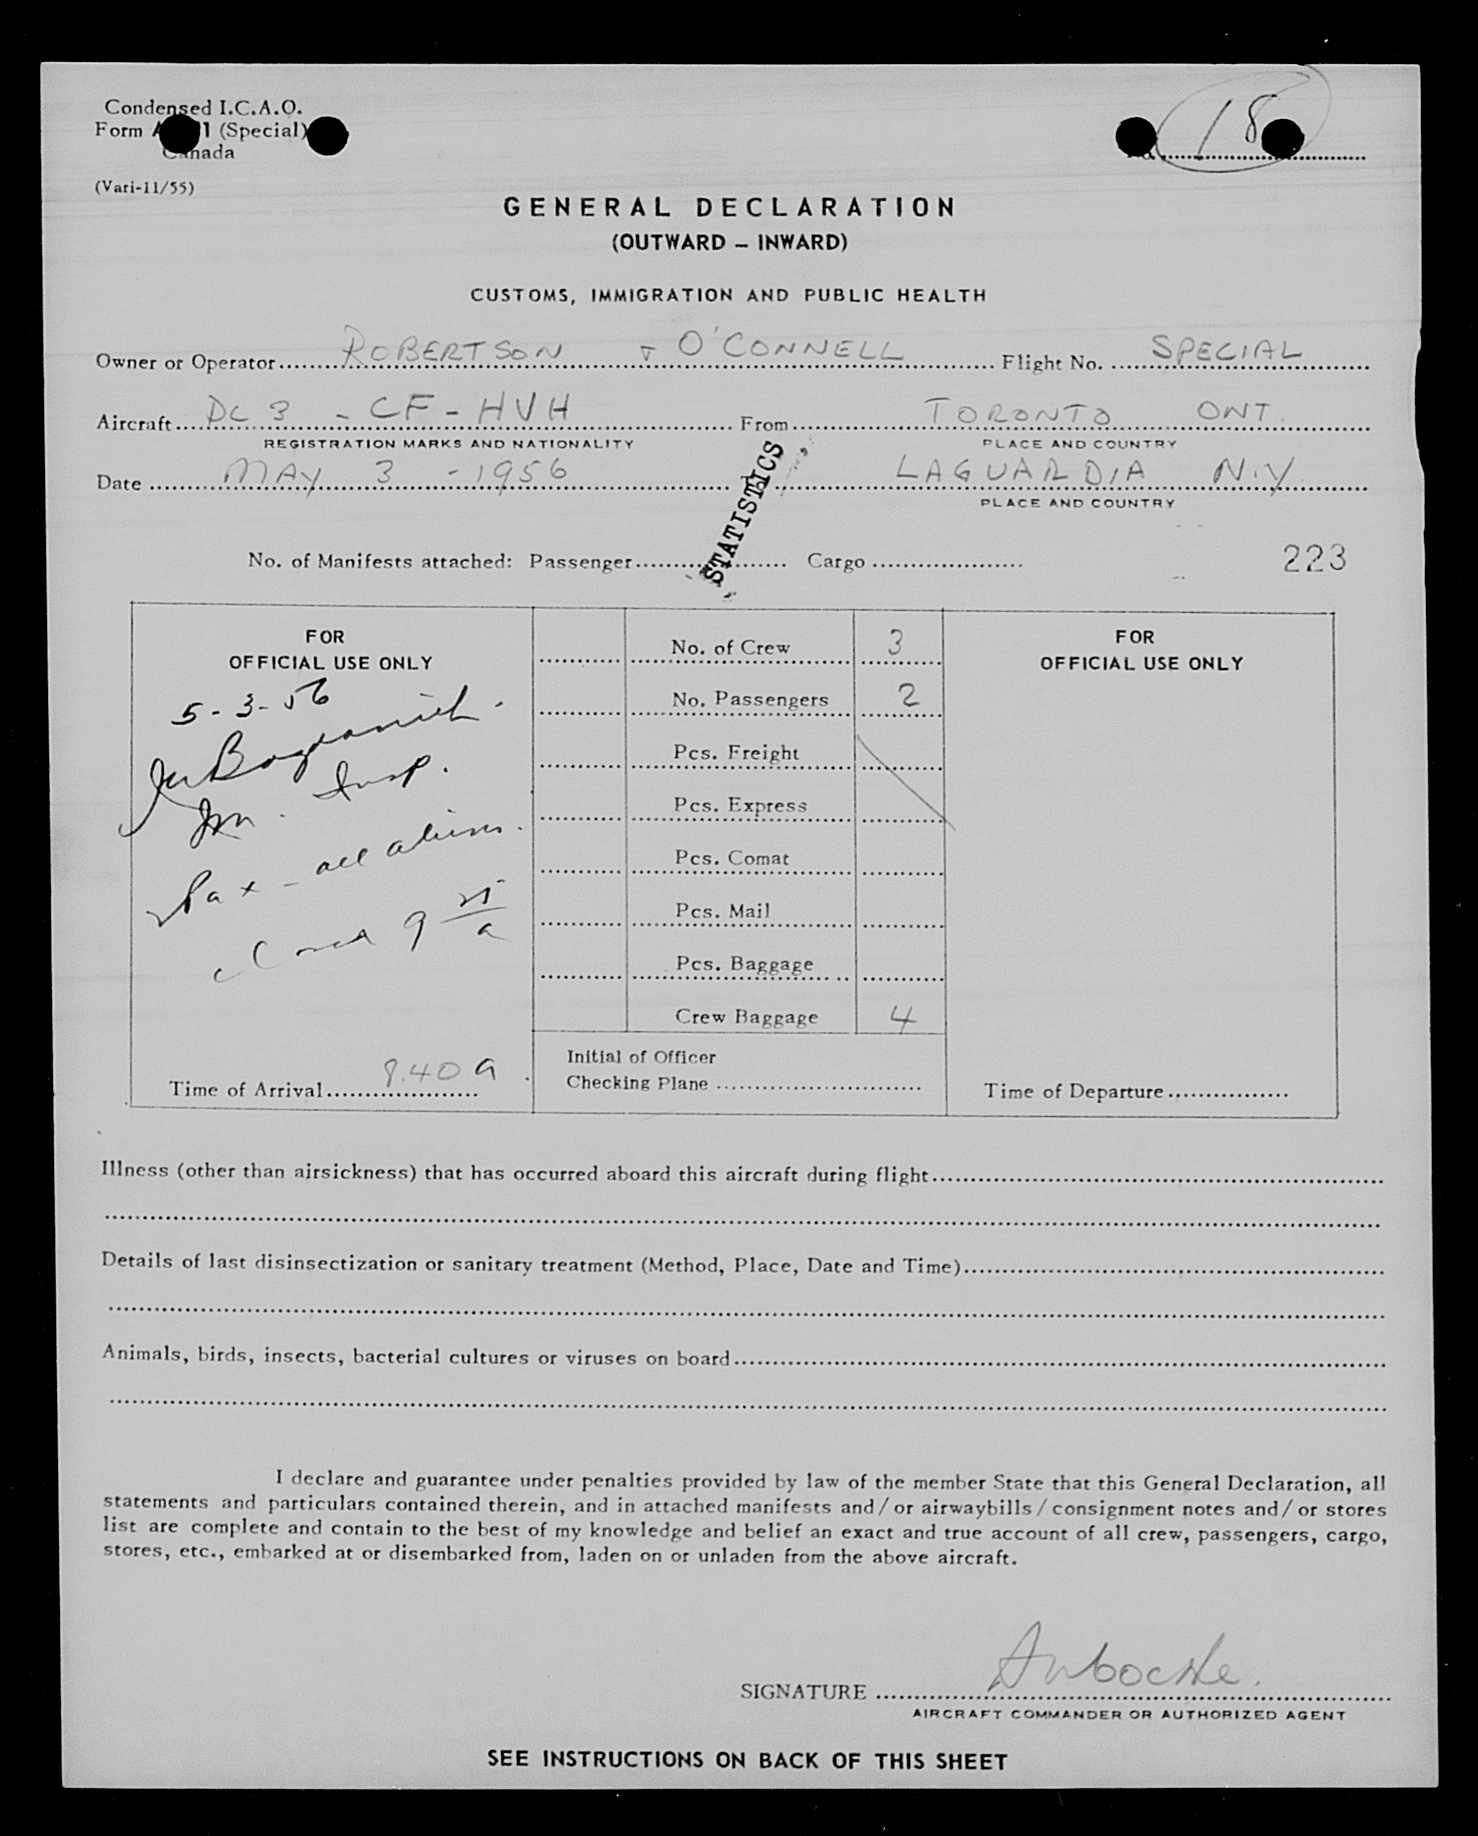 Condensed I.C.A.O.
Form 1 (Special)
Canada
(Vari-11/55)
18
GENERAL DECLARATION
(OUTWARD – INWARD)
CUSTOMS, IMMIGRATION AND PUBLIC HEALTH
Owner or Operator ROBERTSON & O'CONNELL Flight No. SPECIAL
Aircraft DC 3 - CF - HVH From TORONTO ONT.
REGISTRATION MARKS AND NATIONALITY PLACE AND COUNTRY
Date MAY 3 - 1956 To LAGUARDIA N.Y.
PLACE AND COUNTRY
STATISTICS
No. of Manifests attached: Passenger Cargo 223
FOR
OFFICIAL USE ONLY
5-3-56
Bogdanich.
Im. Insp.
Pax - all aliens.
9
Time of Arrival 8.40 A
No. of Crew 3
No. Passengers 2
Pcs. Freight
Pcs. Express
Pcs. Comat
Pcs. Mail
Pcs. Baggage
Crew Baggage 4
Initial of Officer
Checking Plane
FOR
OFFICIAL USE ONLY
Time of Departure
Illness (other than airsickness) that has occurred aboard this aircraft during flight
Details of last disinsectization or sanitary treatment (Method, Place, Date and Time)
Animals, birds, insects, bacterial cultures or viruses on board
I declare and guarantee under penalties provided by law of the member State that this General Declaration, all
statements and particulars contained therein, and in attached manifests and/or airwaybills/consignment notes and/or stores
list are complete and contain to the best of my knowledge and belief an exact and true account of all crew, passengers, cargo,
stores, etc., embarked at or disembarked from, laden on or unladen from the above aircraft.
SIGNATURE
AIRCRAFT COMMANDER OR AUTHORIZED AGENT
SEE INSTRUCTIONS ON BACK OF THIS SHEET